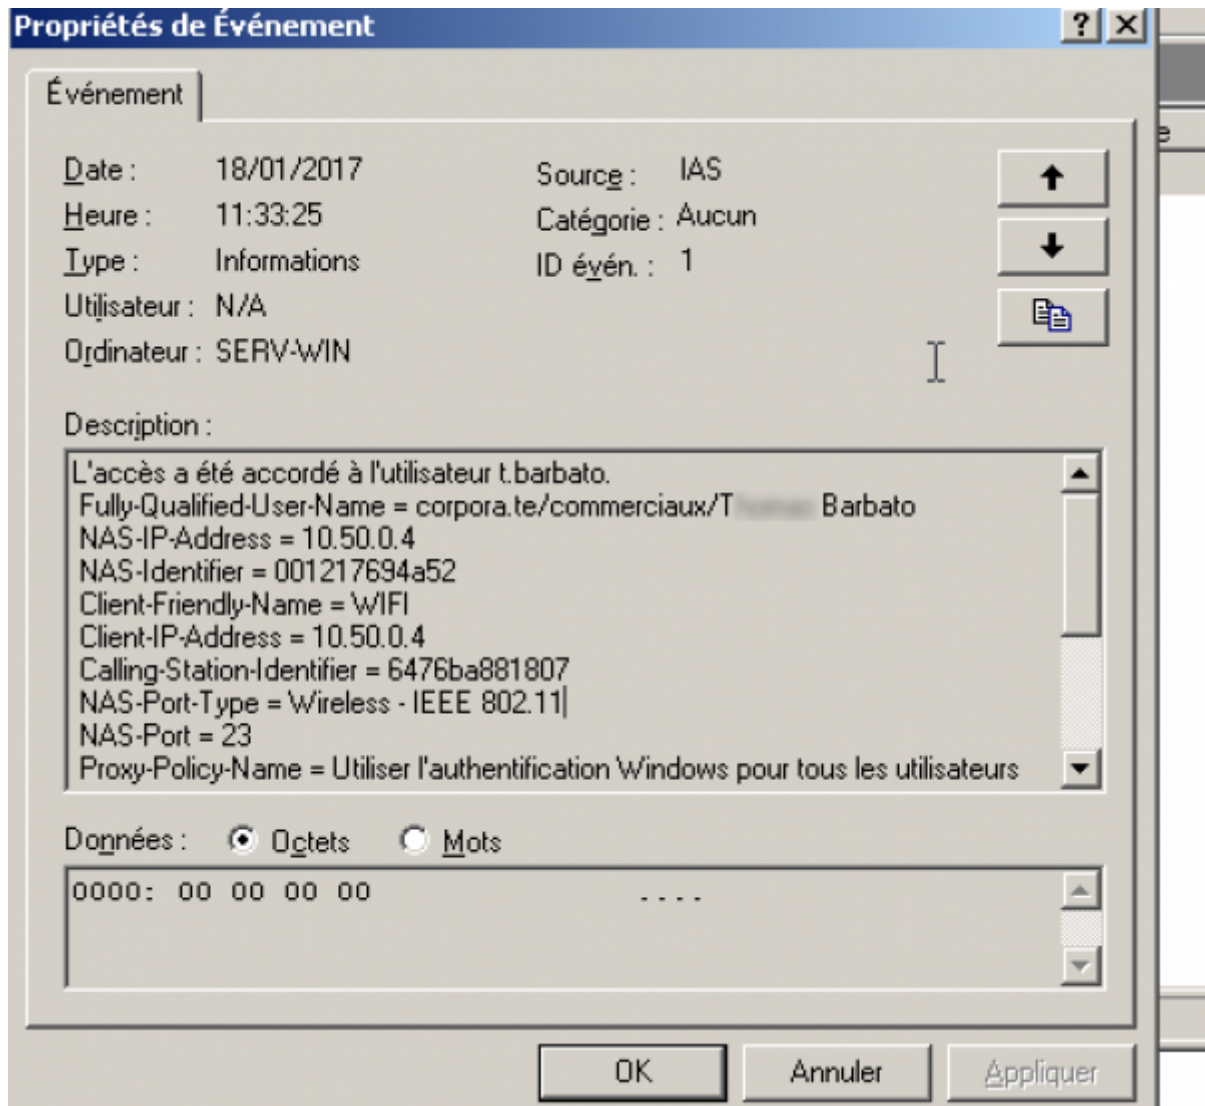 Propriétés de Événement
Événement
Date : 18/01/2017
Source : IAS
Heure : 11:33:25
Catégorie : Aucun
Type : Informations
ID évén. : 1
Utilisateur : N/A
Ordinateur : SERV-WIN
Description :
L'accès a été accordé à l'utilisateur t.barbato.
Fully-Qualified-User-Name = corpora.te/commerciaux/T Barbato
NAS-IP-Address = 10.50.0.4
NAS-Identifier = 001217694a52
Client-Friendly-Name = WIFI
Client-IP-Address = 10.50.0.4
Calling-Station-Identifier = 6476ba881807
NAS-Port-Type = Wireless - IEEE 802.11
NAS-Port = 23
Proxy-Policy-Name = Utiliser l'authentification Windows pour tous les utilisateurs
Données : Octets Mots
0000: 00 00 00 00 ....
OK Annuler Appliquer